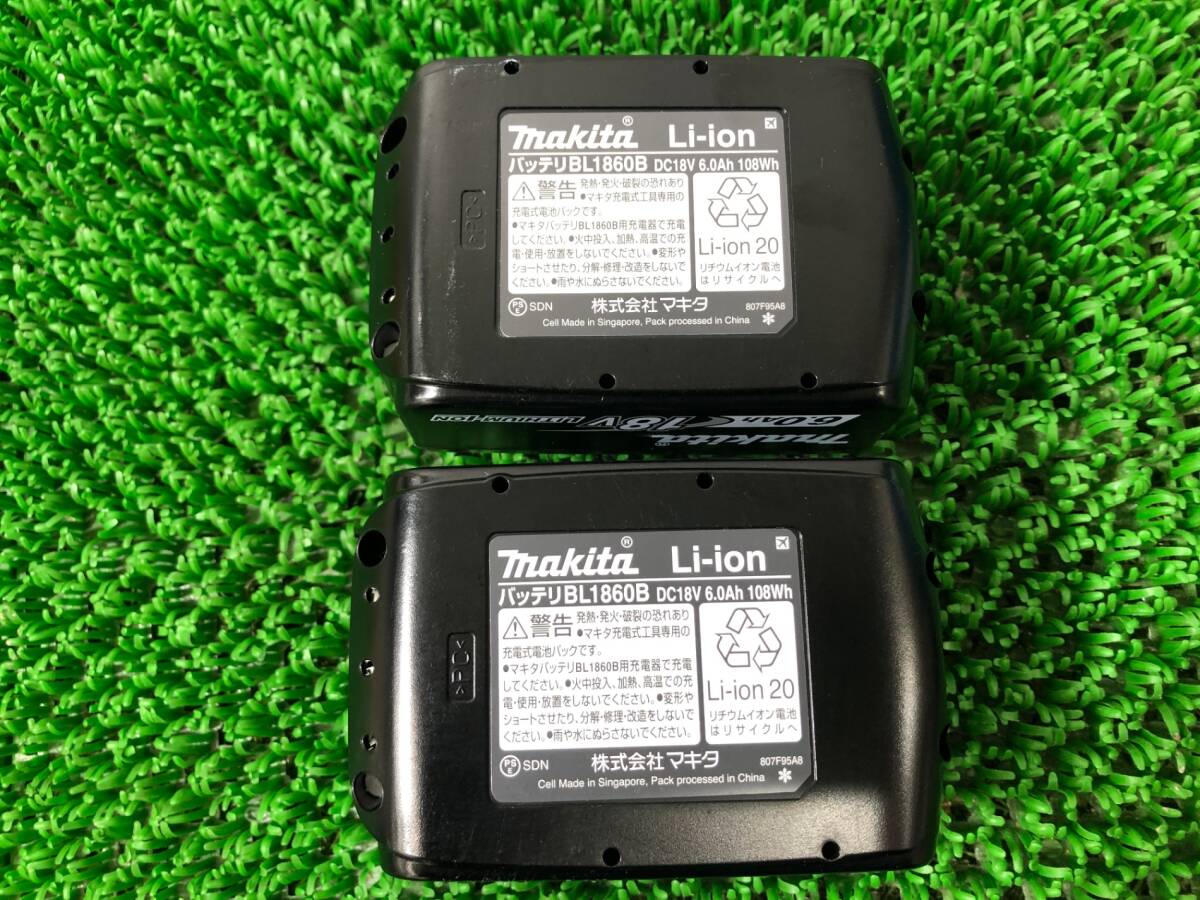 makita® Li-ion
バッテリBL1860B DC18V 6.0Ah 108Wh
警告 発熱・発火・破裂の恐れあり
●マキタ充電式工具専用の
充電式電池パックです。
●マキタバッテリBL1860B用充電器で充電
してください。●火中投入、加熱、高温での充
電・使用・放置をしないでください。●変形や
ショートさせたり、分解・修理・改造をしないで
ください。●雨や水にぬらさないでください。
Li-ion 20
リチウムイオン電池
はリサイクルへ
PSE SDN 株式会社マキタ 807F95A8
Cell Made in Singapore, Pack processed in China ✻
>PC<
makita®
6.0Ah 18V LITHIUM-ION
makita® Li-ion
バッテリBL1860B DC18V 6.0Ah 108Wh
警告 発熱・発火・破裂の恐れあり
●マキタ充電式工具専用の
充電式電池パックです。
●マキタバッテリBL1860B用充電器で充電
してください。●火中投入、加熱、高温での充
電・使用・放置をしないでください。●変形や
ショートさせたり、分解・修理・改造をしないで
ください。●雨や水にぬらさないでください。
Li-ion 20
リチウムイオン電池
はリサイクルへ
PSE SDN 株式会社マキタ 807F95A8
Cell Made in Singapore, Pack processed in China ✻
>PC<